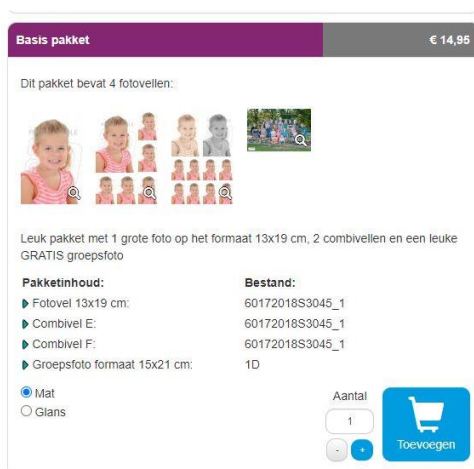 Basis pakket € 14,95
Dit pakket bevat 4 fotovellen:
Leuk pakket met 1 grote foto op het formaat 13x19 cm, 2 combivellen en een leuke
GRATIS groepsfoto
Pakketinhoud: Bestand:
Fotovel 13x19 cm: 60172018S3045_1
Combivel E: 60172018S3045_1
Combivel F: 60172018S3045_1
Groepsfoto formaat 15x21 cm: 1D
Mat
Glans
Aantal
1
- +
Toevoegen